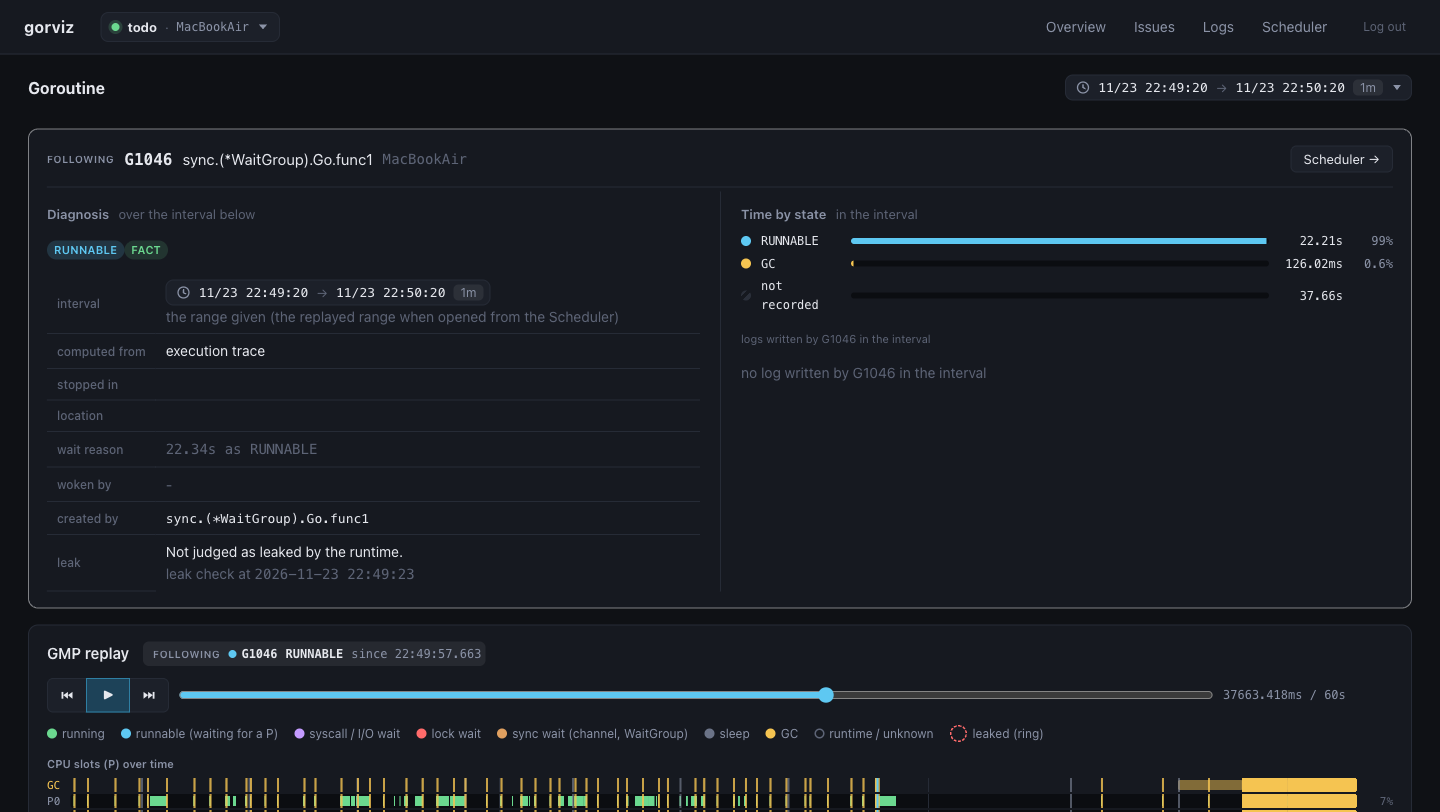 gorviz
todo · MacBookAir
Overview Issues Logs Scheduler Log out
Goroutine
11/23 22:49:20 → 11/23 22:50:20 1m
FOLLOWING G1046 sync.(*WaitGroup).Go.func1 MacBookAir
Scheduler →
Diagnosis over the interval below
RUNNABLE FACT
interval
11/23 22:49:20 → 11/23 22:50:20 1m
the range given (the replayed range when opened from the Scheduler)
computed from execution trace
stopped in
location
wait reason 22.34s as RUNNABLE
woken by -
created by sync.(*WaitGroup).Go.func1
leak
Not judged as leaked by the runtime.
leak check at 2026-11-23 22:49:23
Time by state in the interval
RUNNABLE 22.21s 99%
GC 126.02ms 0.6%
not
recorded 37.66s
logs written by G1046 in the interval
no log written by G1046 in the interval
GMP replay FOLLOWING G1046 RUNNABLE since 22:49:57.663
37663.418ms / 60s
running runnable (waiting for a P) syscall / I/O wait lock wait sync wait (channel, WaitGroup) sleep GC runtime / unknown leaked (ring)
CPU slots (P) over time
GC
P0 7%